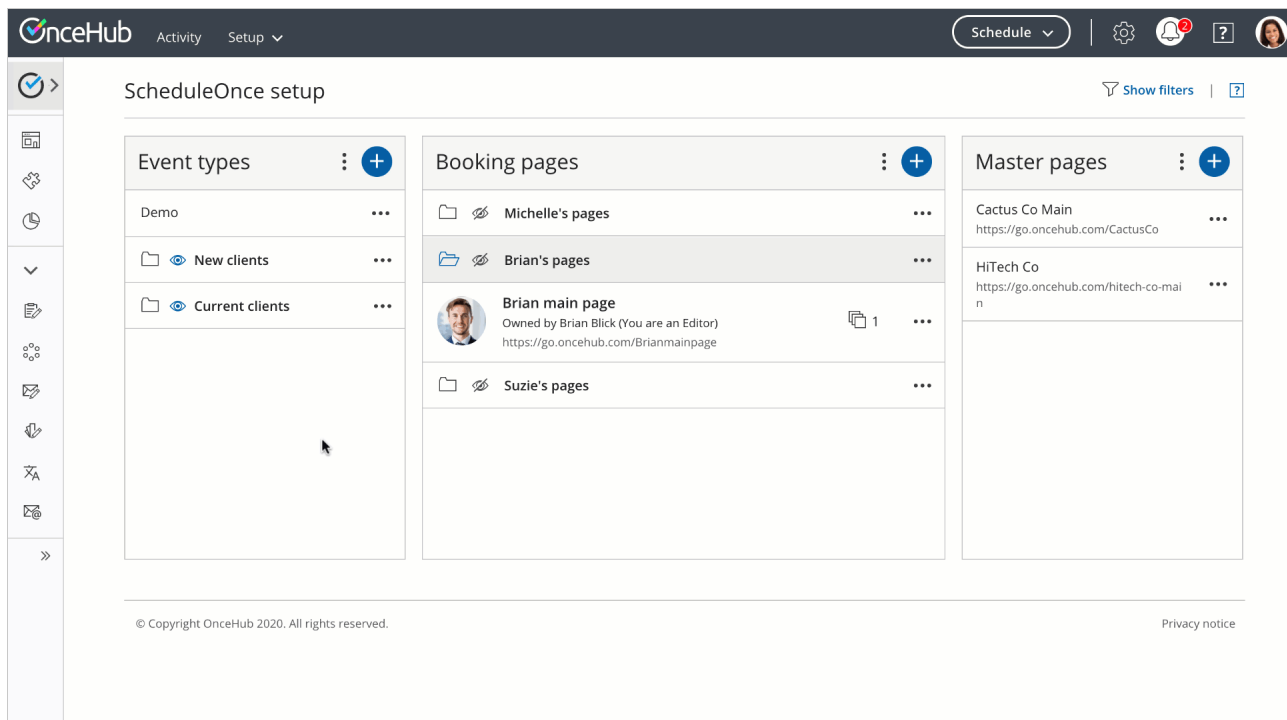 OnceHub
Activity
Setup
Schedule
2
?
ScheduleOnce setup
Show filters
|
?
Event types
Demo
New clients
Current clients
Booking pages
Michelle's pages
Brian's pages
Brian main page
Owned by Brian Blick (You are an Editor)
https://go.oncehub.com/Brianmainpage
1
Suzie's pages
Master pages
Cactus Co Main
https://go.oncehub.com/CactusCo
HiTech Co
https://go.oncehub.com/hitech-co-mai
n
© Copyright OnceHub 2020. All rights reserved.
Privacy notice